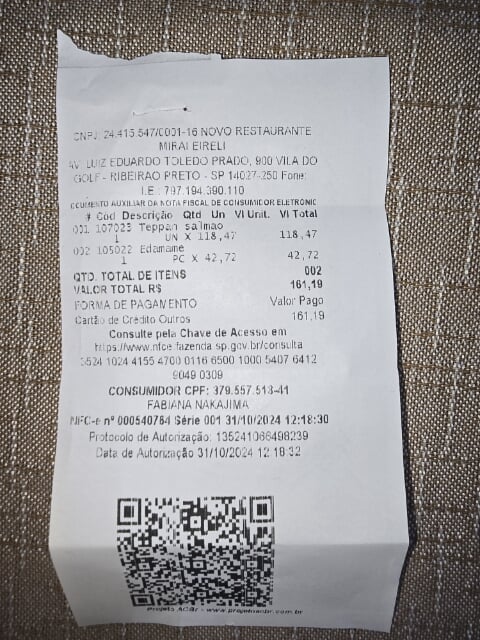 CNPJ: 24.415.547/0001-16 NOVO RESTAURANTE
MIRAI EIRELI
AV. LUIZ EDUARDO TOLEDO PRADO, 900 VILA DO
GOLF - RIBEIRAO PRETO - SP 14027-250 Fone:
I.E.: 797.194.390.110
DOCUMENTO AUXILIAR DA NOTA FISCAL DE CONSUMIDOR ELETRONIC
# Cod Descrição Qtd Un Vl Unit. Vl Total
001 107023 Teppan salmao
1 UN X 118,47 118,47
002 105022 Edamame
1 PC X 42,72 42,72
QTD. TOTAL DE ITENS 002
VALOR TOTAL R$ 161,19
FORMA DE PAGAMENTO Valor Pago
Cartão de Crédito Outros 161,19
Consulte pela Chave de Acesso em
https://www.nfce.fazenda.sp.gov.br/consulta
3524 1024 4155 4700 0116 6500 1000 5407 6412
9049 0309
CONSUMIDOR CPF: 379.557.518-41
FABIANA NAKAJIMA
NFC-e nº 000540764 Série 001 31/10/2024 12:18:30
Protocolo de Autorização: 135241066498239
Data de Autorização 31/10/2024 12:18:32
Projeto ACBr - www.projetoacbr.com.br